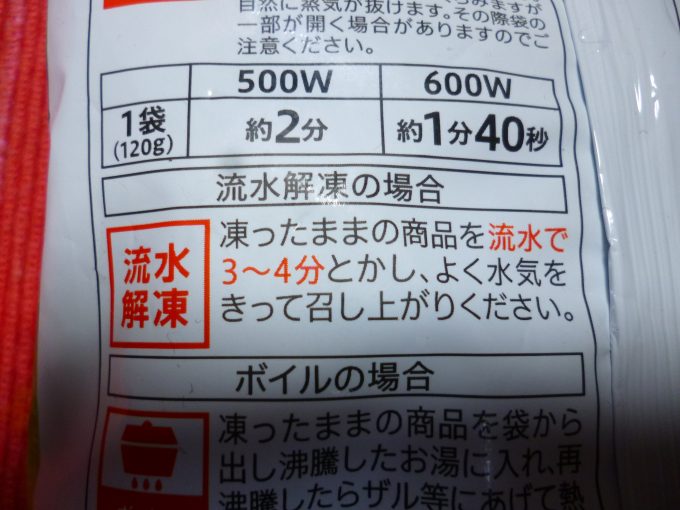 自然に蒸気が抜けます。その際袋の
一部が開く場合がありますのでご
注意ください。
500W 600W
1袋 約2分 約1分40秒
(120g)
流水解凍の場合
流水
解凍
凍ったままの商品を流水で
3〜4分とかし、よく水気を
きって召し上がりください。
ボイルの場合
凍ったままの商品を袋から
出し沸騰したお湯に入れ、再
沸騰したらザル等にあげて熱